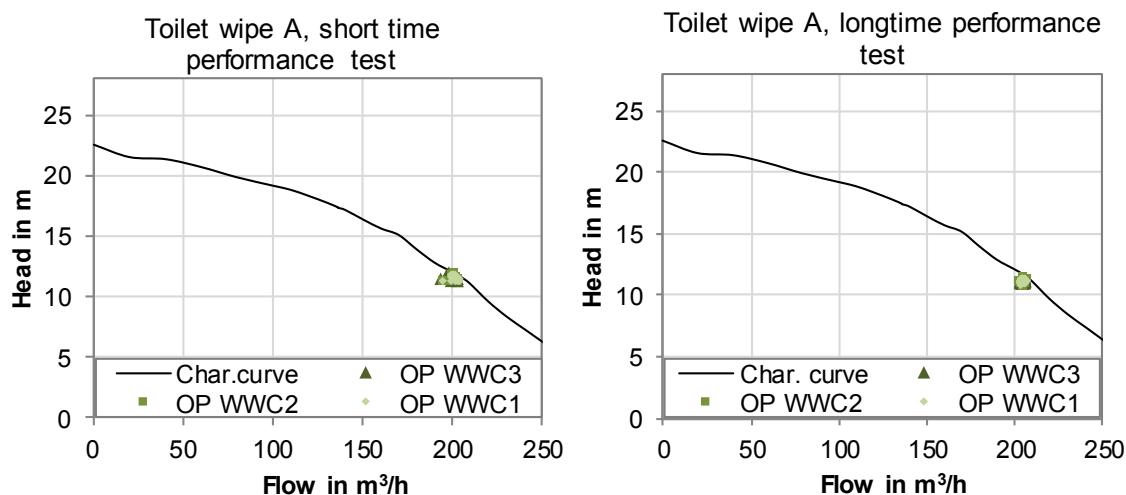 Toilet wipe A, short time
performance test
25
20
15
10
5
0
Head in m
Char.curve
OP WWC3
OP WWC2
OP WWC1
0 50 100 150 200 250
Flow in m³/h
Toilet wipe A, longtime performance
test
25
20
15
10
5
0
Head in m
Char. curve
OP WWC3
OP WWC2
OP WWC1
0 50 100 150 200 250
Flow in m³/h